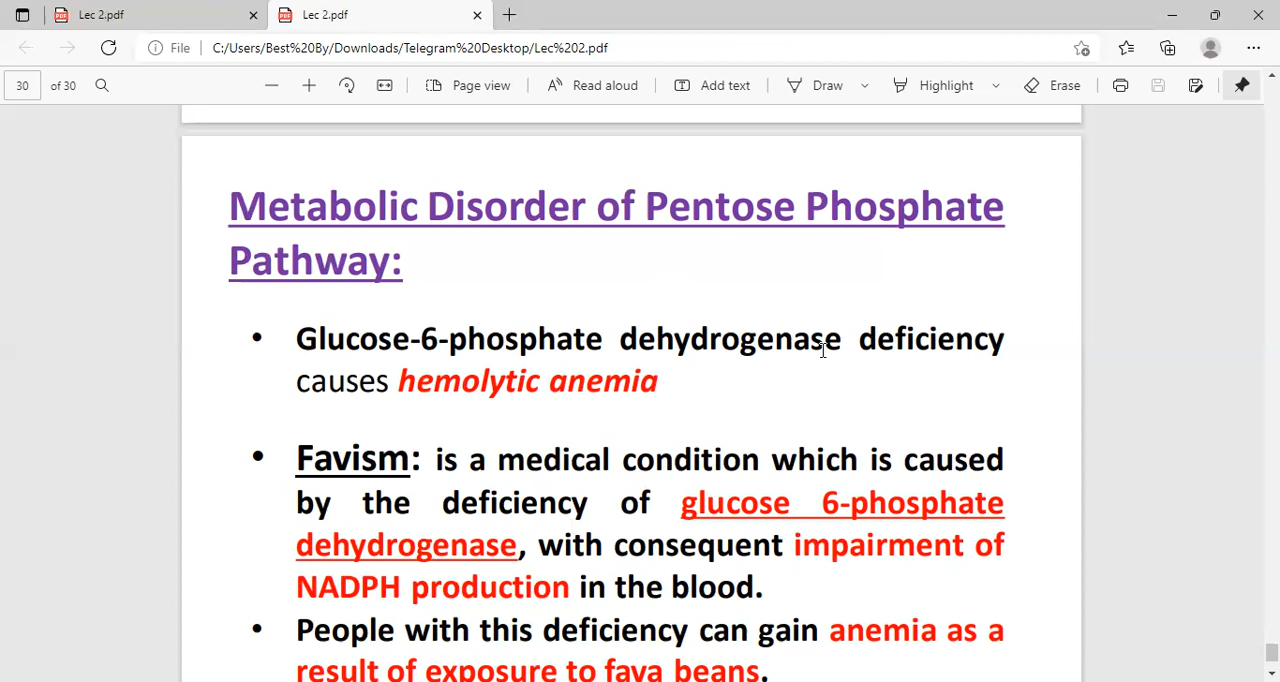 Lec 2.pdf
Lec 2.pdf
File
C:/Users/Best%20By/Downloads/Telegram%20Desktop/Lec%202.pdf
30 of 30
Page view
Read aloud
Add text
Draw
Highlight
Erase
Metabolic Disorder of Pentose Phosphate
Pathway:
• Glucose-6-phosphate dehydrogenase deficiency
causes hemolytic anemia
• Favism: is a medical condition which is caused
by the deficiency of glucose 6-phosphate
dehydrogenase, with consequent impairment of
NADPH production in the blood.
• People with this deficiency can gain anemia as a
result of exposure to fava beans.